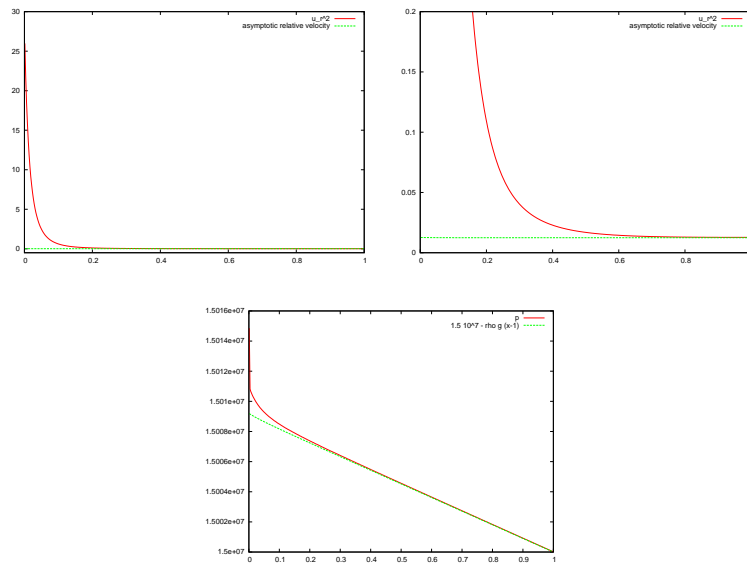 u_r^2
asymptotic relative velocity
30
25
20
15
10
5
0
0 0.2 0.4 0.6 0.8 1
u_r^2
asymptotic relative velocity
0.2
0.15
0.1
0.05
0
0 0.2 0.4 0.6 0.8
p
1.5 10^7 - rho g (x-1)
1.5016e+07
1.5014e+07
1.5012e+07
1.501e+07
1.5008e+07
1.5006e+07
1.5004e+07
1.5002e+07
1.5e+07
0 0.1 0.2 0.3 0.4 0.5 0.6 0.7 0.8 0.9 1